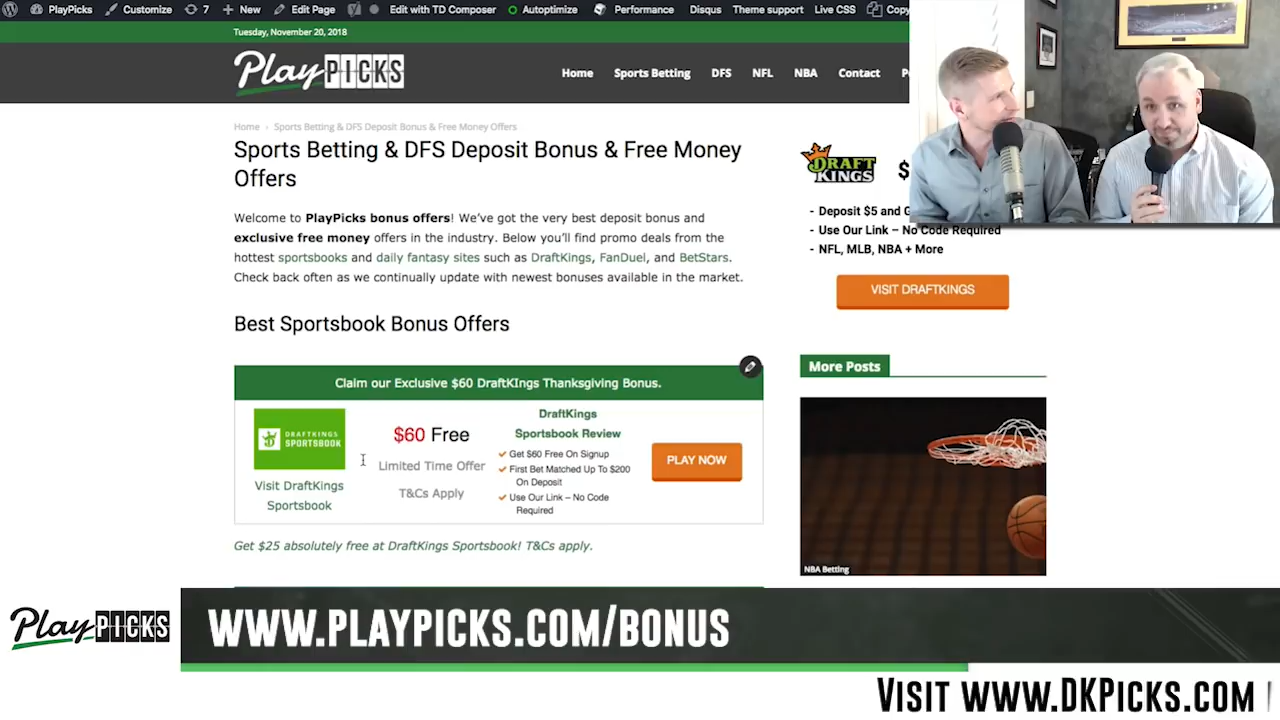 PlayPicks Customize 7 New Edit Page Edit with TD Composer Autoptimize Performance Disqus Theme support Live CSS Copy
Tuesday, November 20, 2018
Play PICKS
Home Sports Betting DFS NFL NBA Contact
Home › Sports Betting & DFS Deposit Bonus & Free Money Offers
Sports Betting & DFS Deposit Bonus & Free Money
Offers
Welcome to PlayPicks bonus offers! We've got the very best deposit bonus and
exclusive free money offers in the industry. Below you'll find promo deals from the
hottest sportsbooks and daily fantasy sites such as DraftKings, FanDuel, and BetStars.
Check back often as we continually update with newest bonuses available in the market.
Best Sportsbook Bonus Offers
Claim our Exclusive $60 DraftKIngs Thanksgiving Bonus.
DRAFTKINGS
SPORTSBOOK
Visit DraftKings
Sportsbook
$60 Free
Limited Time Offer
T&Cs Apply
DraftKings
Sportsbook Review
Get $60 Free On Signup
First Bet Matched Up To $200
On Deposit
Use Our Link – No Code
Required
PLAY NOW
Get $25 absolutely free at DraftKings Sportsbook! T&Cs apply.
DRAFT
KINGS
$
- Deposit $5 and
- Use Our Link – No Code Required
- NFL, MLB, NBA + More
VISIT DRAFTKINGS
More Posts
NBA Betting
Play PICKS
WWW.PLAYPICKS.COM/BONUS
VISIT WWW.DKPICKS.COM